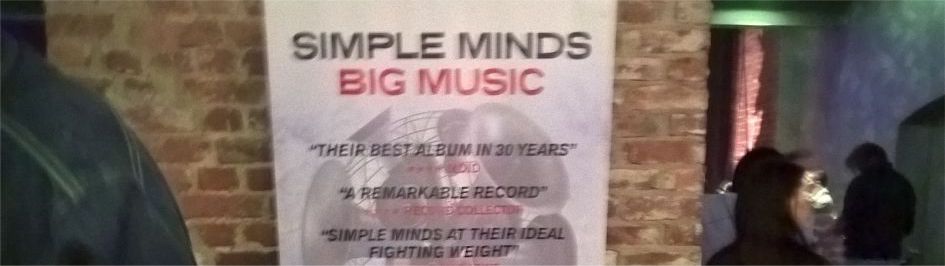 SIMPLE MINDS
BIG MUSIC
"THEIR BEST ALBUM IN 30 YEARS"
"A REMARKABLE RECORD"
RECORD COLLECTOR
"SIMPLE MINDS AT THEIR IDEAL
FIGHTING WEIGHT"